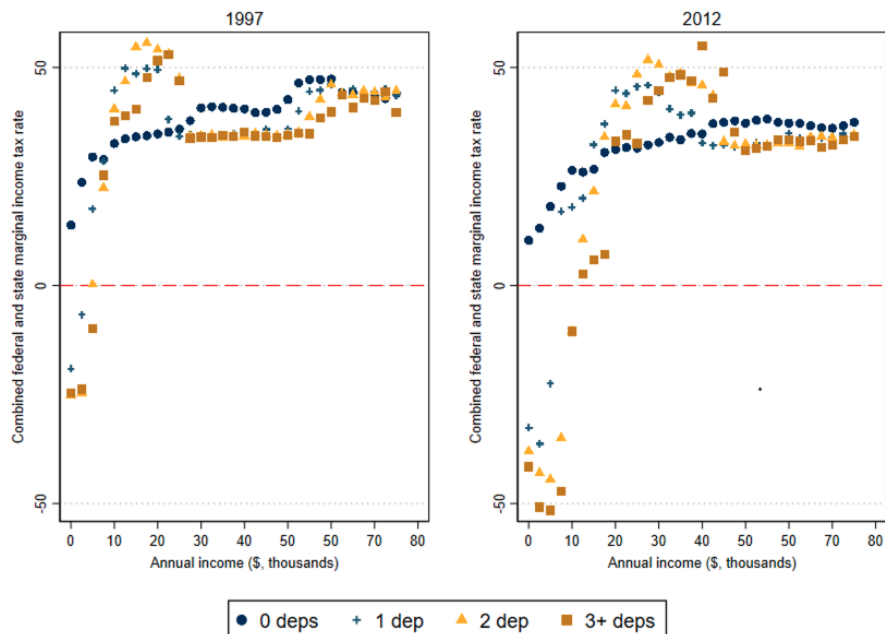 1997
2012
Combined federal and state marginal income tax rate
50
0
-50
0 10 20 30 40 50 60 70 80
Annual income ($, thousands)
Combined federal and state marginal income tax rate
50
0
-50
0 10 20 30 40 50 60 70 80
Annual income ($, thousands)
0 deps 1 dep 2 dep 3+ deps